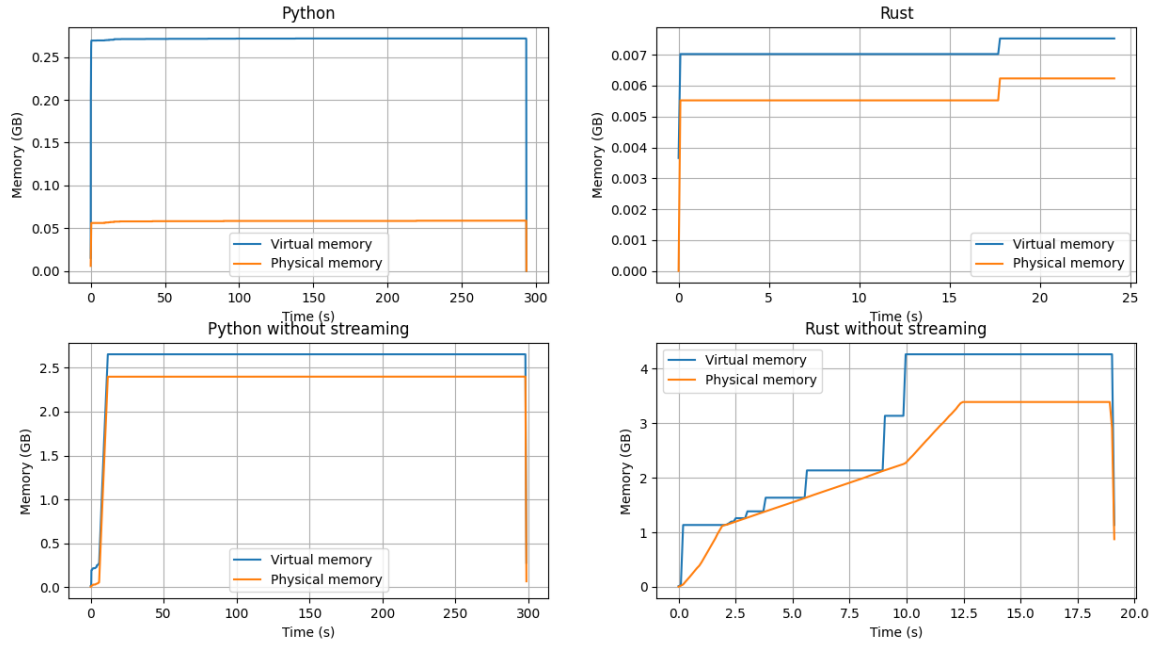 Python
Memory (GB)
0.25
0.20
0.15
0.10
0.05
0.00
Virtual memory
Physical memory
0 50 100 150 200 250 300
Time (s)
Rust
Memory (GB)
0.007
0.006
0.005
0.004
0.003
0.002
0.001
0.000
Virtual memory
Physical memory
0 5 10 15 20 25
Time (s)
Python without streaming
Memory (GB)
2.5
2.0
1.5
1.0
0.5
0.0
Virtual memory
Physical memory
0 50 100 150 200 250 300
Time (s)
Rust without streaming
Memory (GB)
4
3
2
1
0
Virtual memory
Physical memory
0.0 2.5 5.0 7.5 10.0 12.5 15.0 17.5 20.0
Time (s)